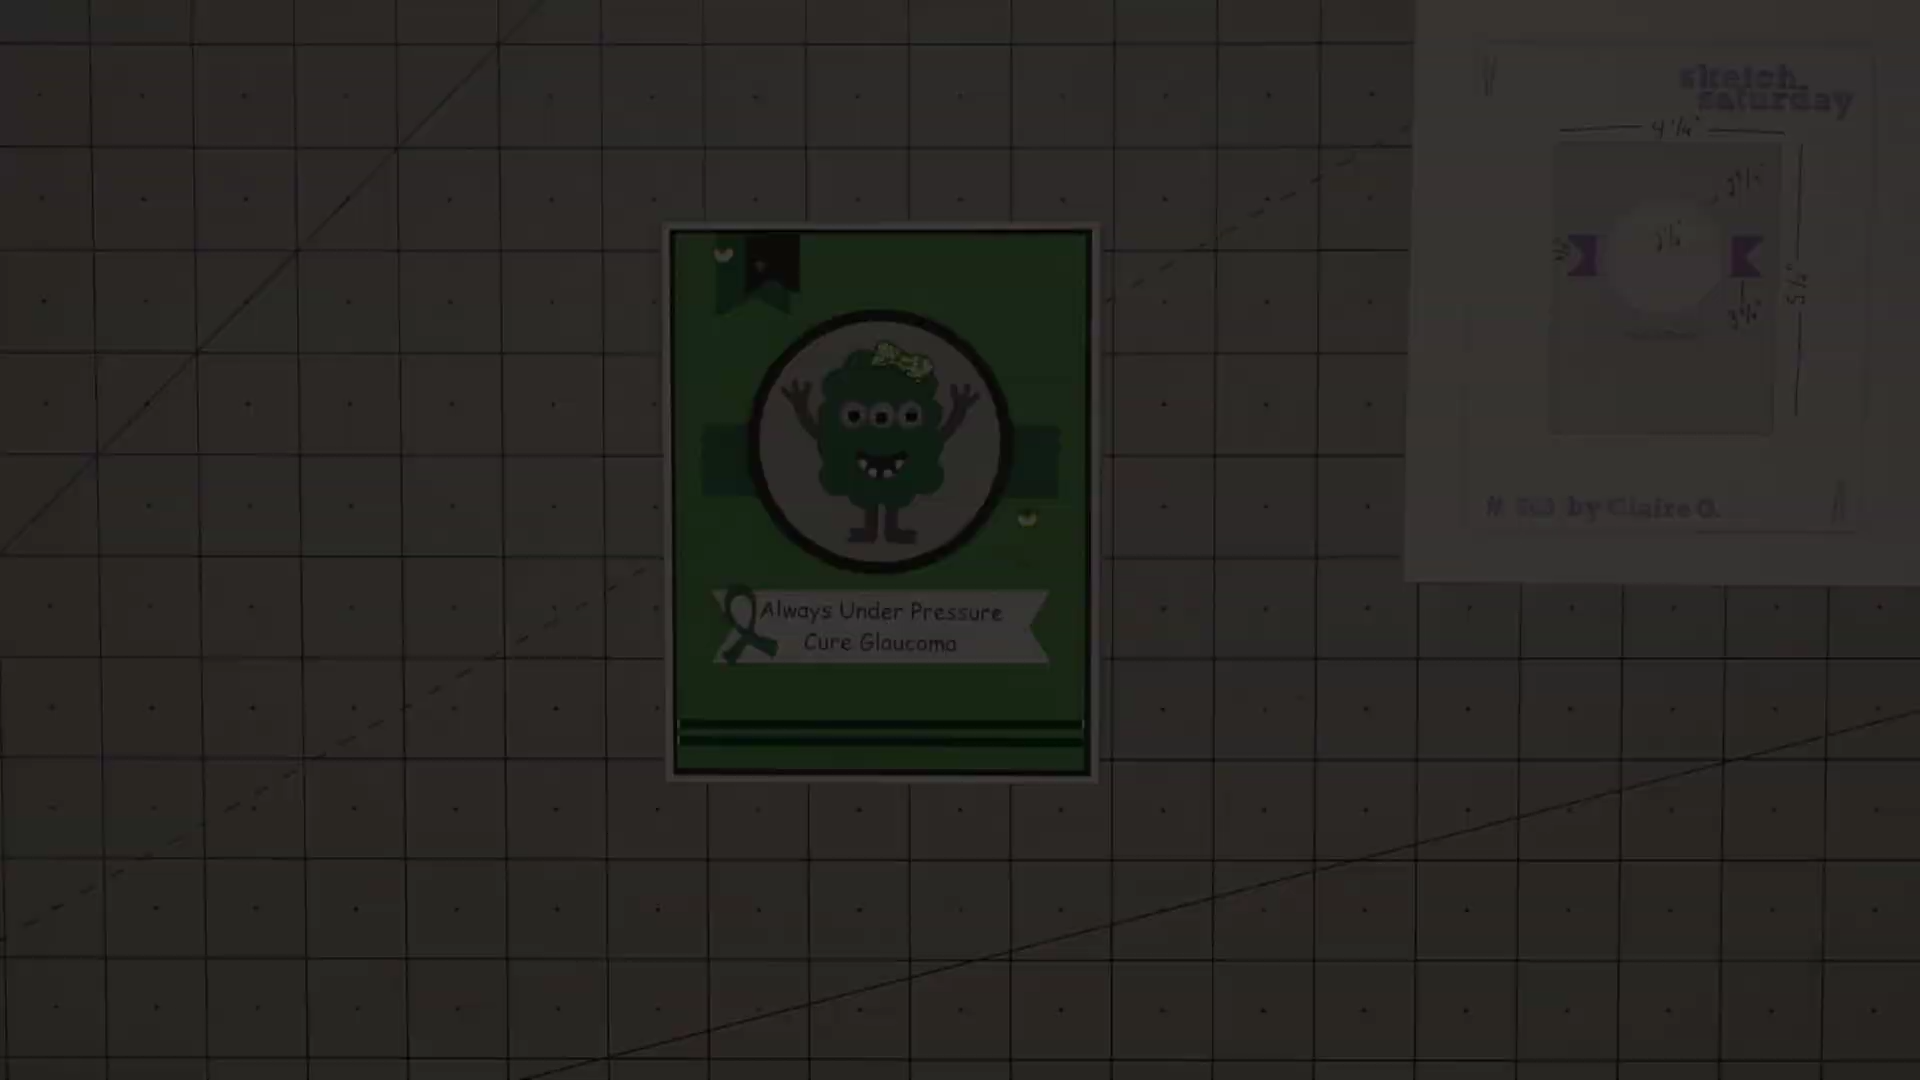 Always Under Pressure
Cure Glaucoma
sketch
saturday
4 1/4"
5 1/2"
by Claire G.